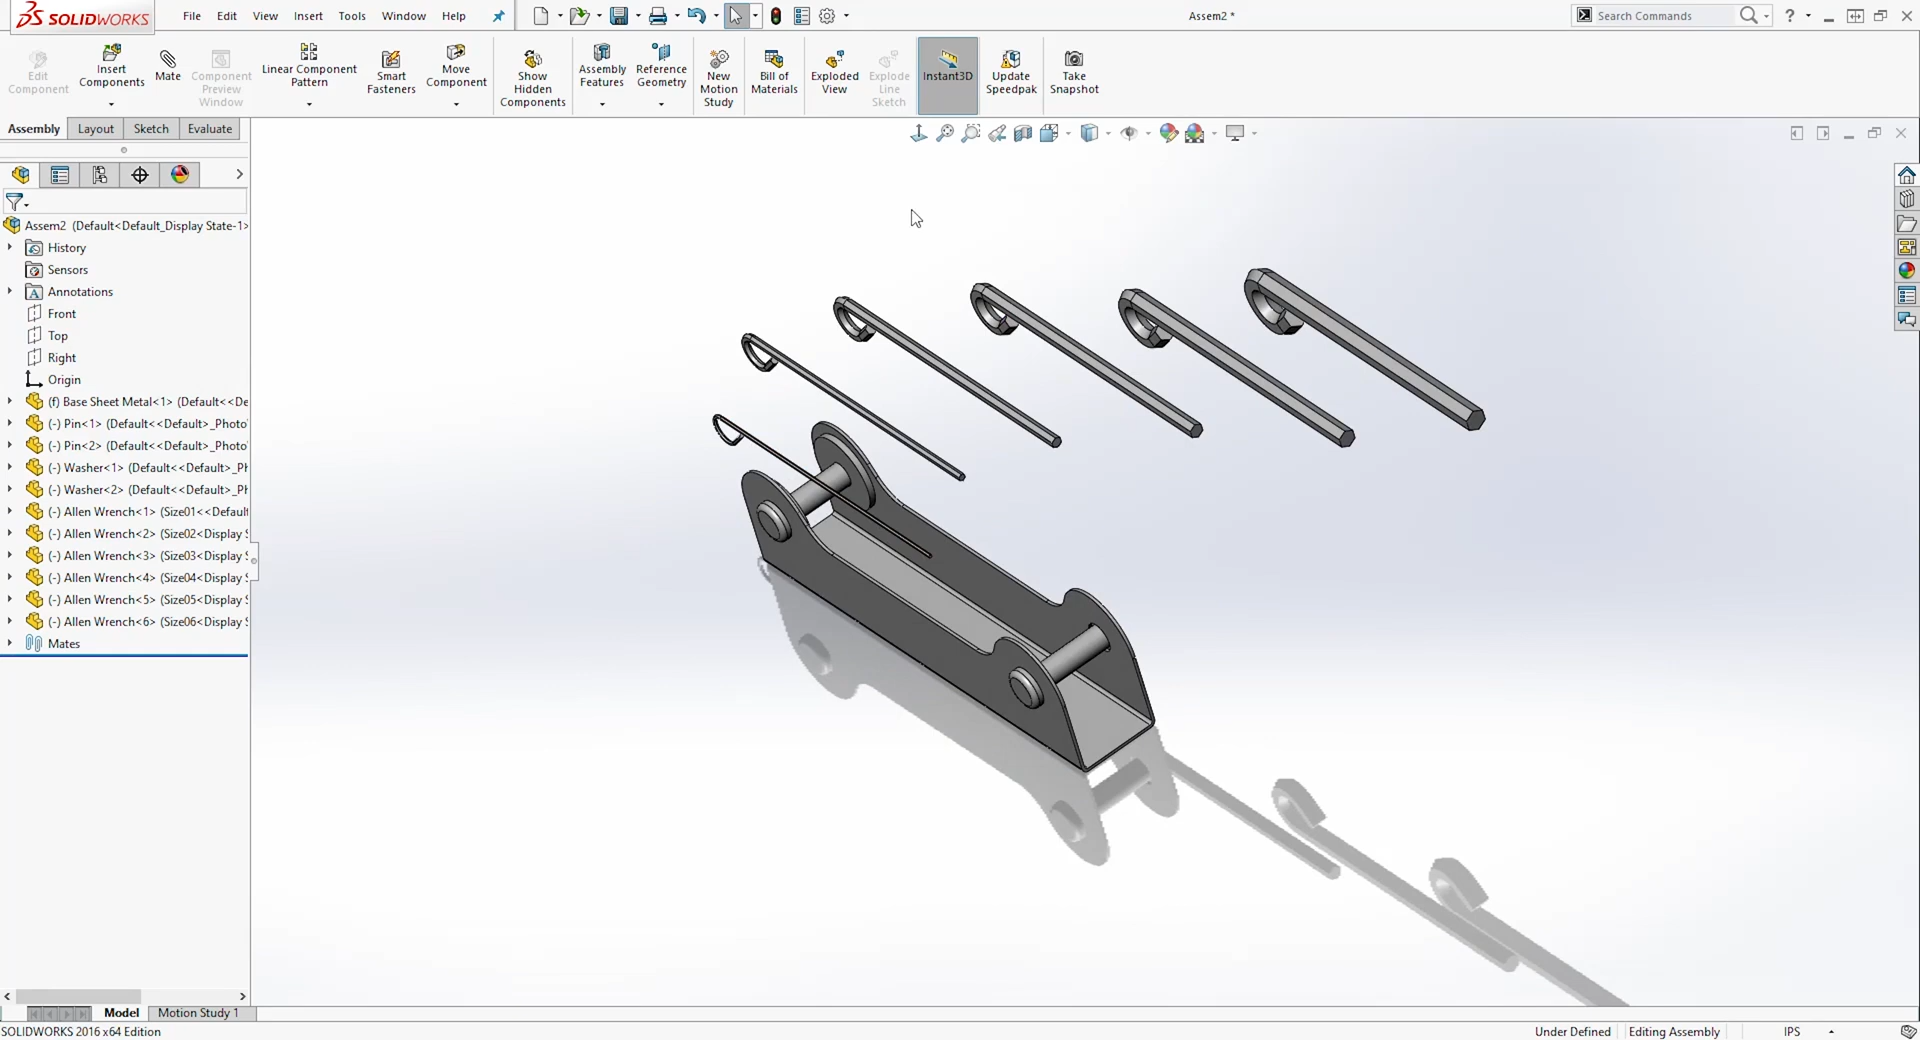 SOLIDWORKS
File Edit View Insert Tools Window Help
Assem2 *
Search Commands
?
Edit Component
Insert Components
Mate
Component Preview Window
Linear Component Pattern
Smart Fasteners
Move Component
Show Hidden Components
Assembly Features
Reference Geometry
New Motion Study
Bill of Materials
Exploded View
Explode Line Sketch
Instant3D
Update Speedpak
Take Snapshot
Assembly Layout Sketch Evaluate
Assem2 (Default<Default_Display State-1>
History
Sensors
Annotations
Front
Top
Right
Origin
(f) Base Sheet Metal<1> (Default<<De
(-) Pin<1> (Default<<Default>_Photo
(-) Pin<2> (Default<<Default>_Photo
(-) Washer<1> (Default<<Default>_Ph
(-) Washer<2> (Default<<Default>_Ph
(-) Allen Wrench<1> (Size01<<Default
(-) Allen Wrench<2> (Size02<Display S
(-) Allen Wrench<3> (Size03<Display S
(-) Allen Wrench<4> (Size04<Display S
(-) Allen Wrench<5> (Size05<Display S
(-) Allen Wrench<6> (Size06<Display S
Mates
Model Motion Study 1
SOLIDWORKS 2016 x64 Edition
Under Defined Editing Assembly IPS